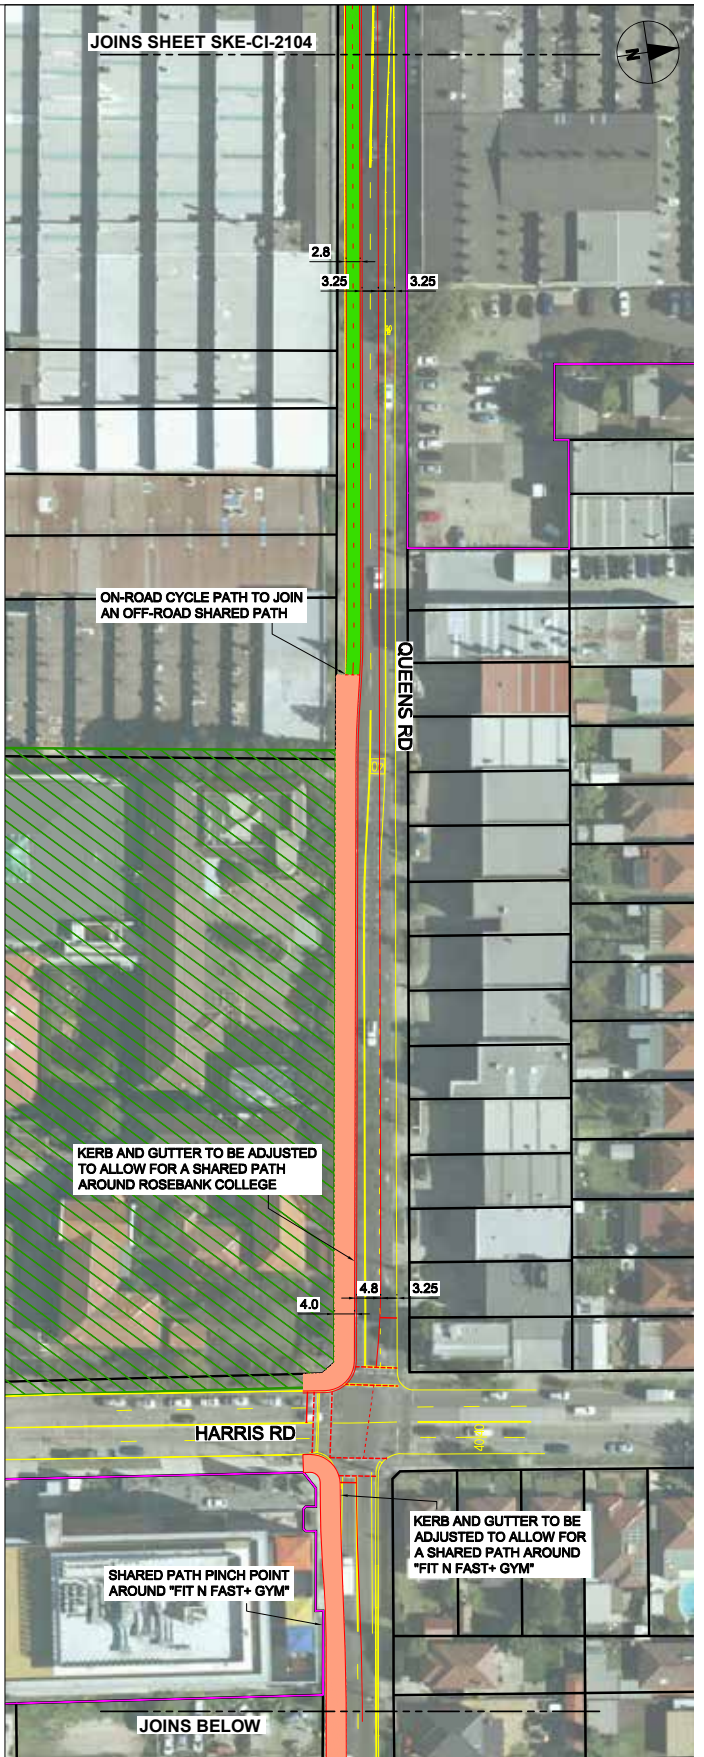 JOINS SHEET SKE-CI-2104
N
2.8
3.25
3.25
ON-ROAD CYCLE PATH TO JOIN
AN OFF-ROAD SHARED PATH
QUEENS RD
KERB AND GUTTER TO BE ADJUSTED
TO ALLOW FOR A SHARED PATH
AROUND ROSEBANK COLLEGE
4.8
3.25
4.0
HARRIS RD
40
KERB AND GUTTER TO BE
ADJUSTED TO ALLOW FOR
A SHARED PATH AROUND
"FIT N FAST+ GYM"
SHARED PATH PINCH POINT
AROUND "FIT N FAST+ GYM"
JOINS BELOW